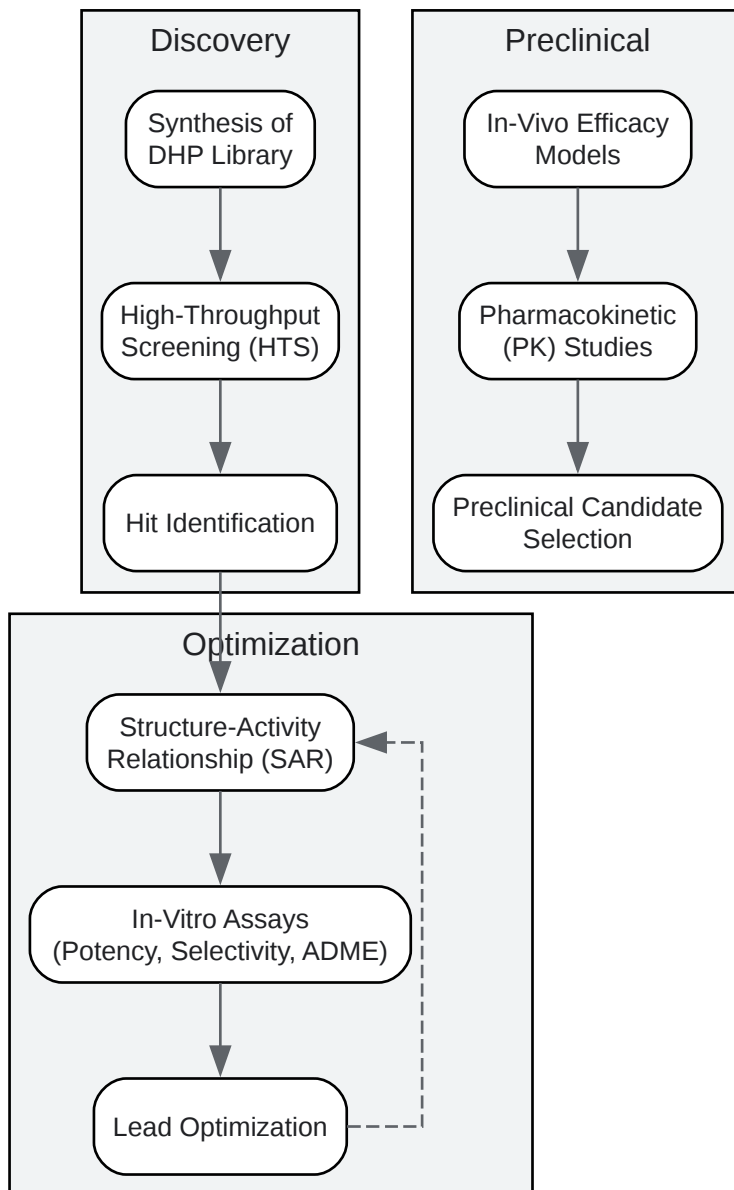 Discovery
Synthesis of
DHP Library
High-Throughput
Screening (HTS)
Hit Identification
Preclinical
In-Vivo Efficacy
Models
Pharmacokinetic
(PK) Studies
Preclinical Candidate
Selection
Optimization
Structure-Activity
Relationship (SAR)
In-Vitro Assays
(Potency, Selectivity, ADME)
Lead Optimization